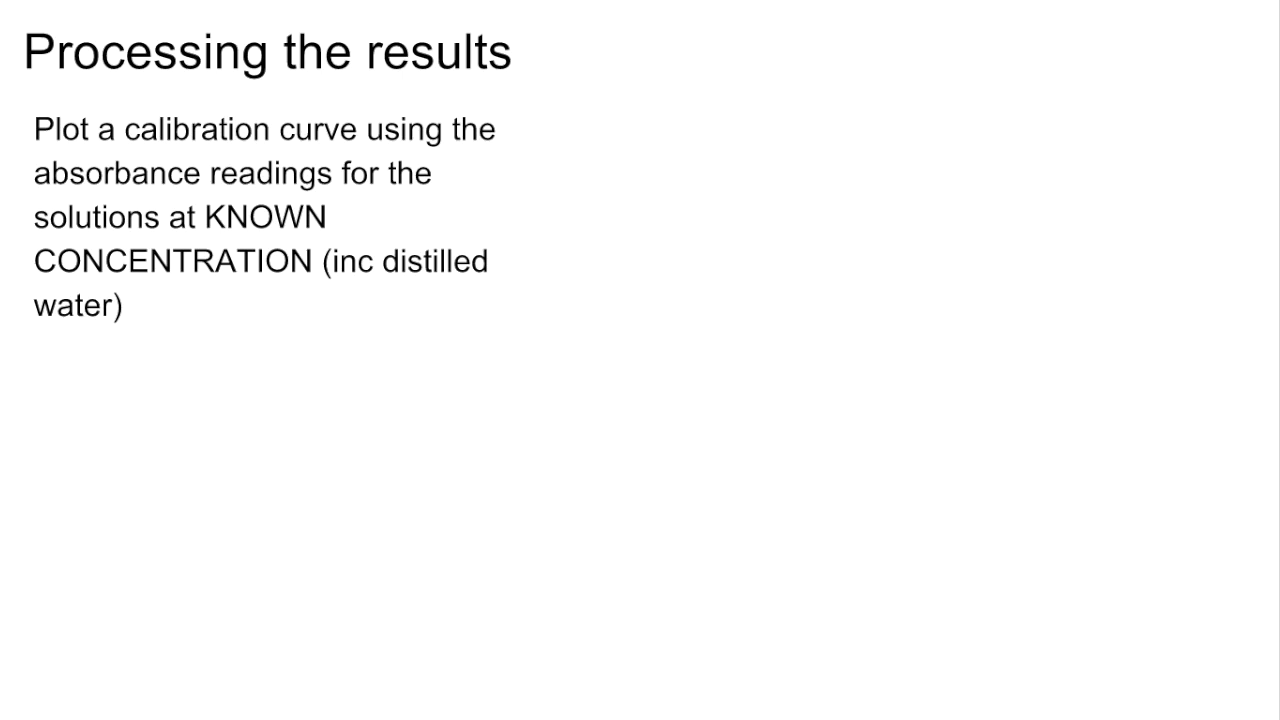 Processing the results
Plot a calibration curve using the
absorbance readings for the
solutions at KNOWN
CONCENTRATION (inc distilled
water)